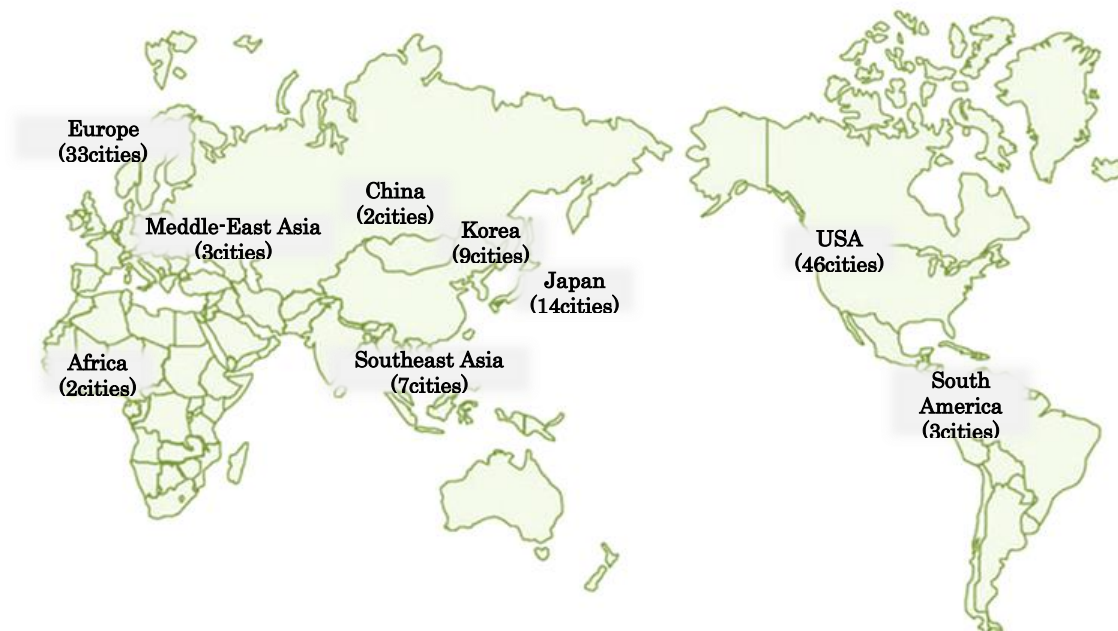 Europe
(33cities)
China
(2cities)
Meddle-East Asia
(3cities)
Korea
(9cities)
Japan
(14cities)
USA
(46cities)
Africa
(2cities)
Southeast Asia
(7cities)
South
America
(3cities)